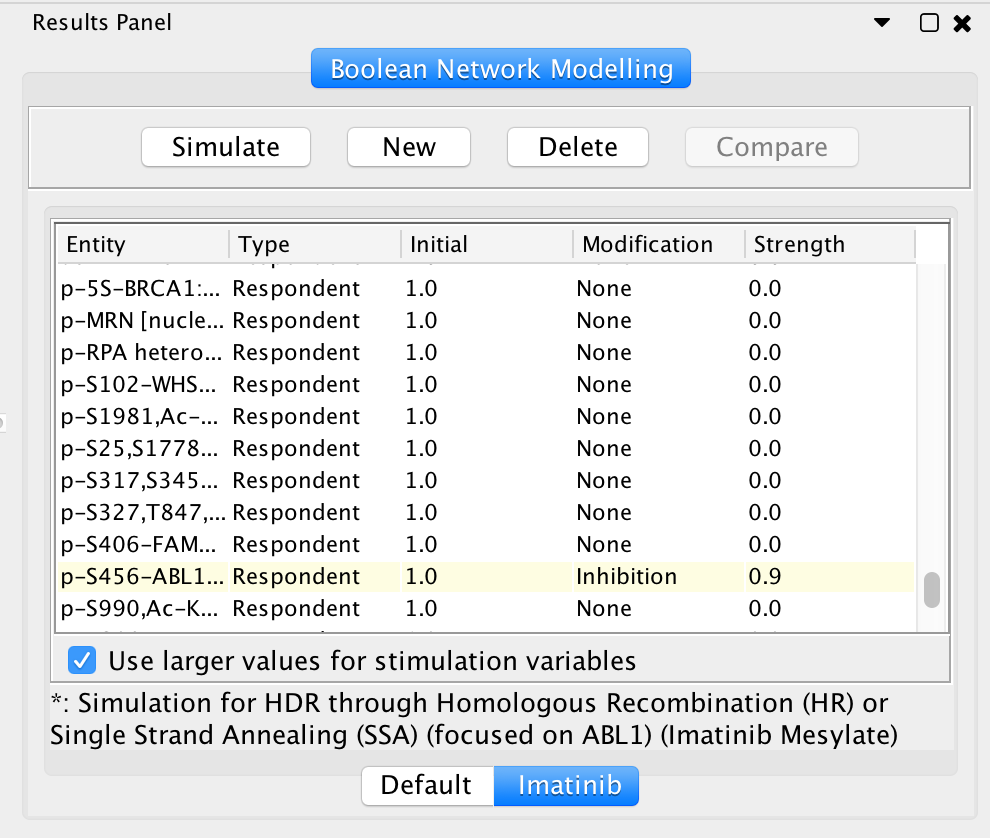 Results Panel
Boolean Network Modelling
Simulate New Delete Compare
Entity Type Initial Modification Strength
p-5S-BRCA1:... Respondent 1.0 None 0.0
p-MRN [nucle... Respondent 1.0 None 0.0
p-RPA hetero... Respondent 1.0 None 0.0
p-S102-WHS... Respondent 1.0 None 0.0
p-S1981,Ac-... Respondent 1.0 None 0.0
p-S25,S1778... Respondent 1.0 None 0.0
p-S317,S345... Respondent 1.0 None 0.0
p-S327,T847,... Respondent 1.0 None 0.0
p-S406-FAM... Respondent 1.0 None 0.0
p-S456-ABL1... Respondent 1.0 Inhibition 0.9
p-S990,Ac-K... Respondent 1.0 None 0.0
Use larger values for stimulation variables
*: Simulation for HDR through Homologous Recombination (HR) or
Single Strand Annealing (SSA) (focused on ABL1) (Imatinib Mesylate)
Default Imatinib